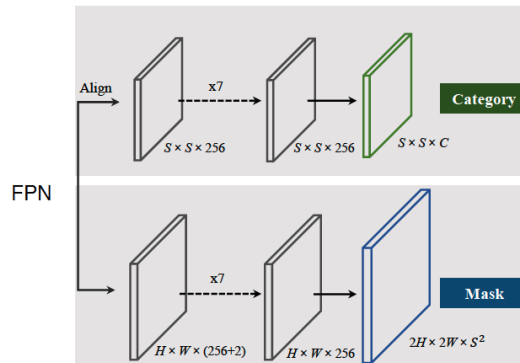 Align
x7
Category
S × S × 256
S × S × 256
S × S × C
FPN
x7
Mask
H × W × (256+2)
H × W × 256
2H × 2W × S²